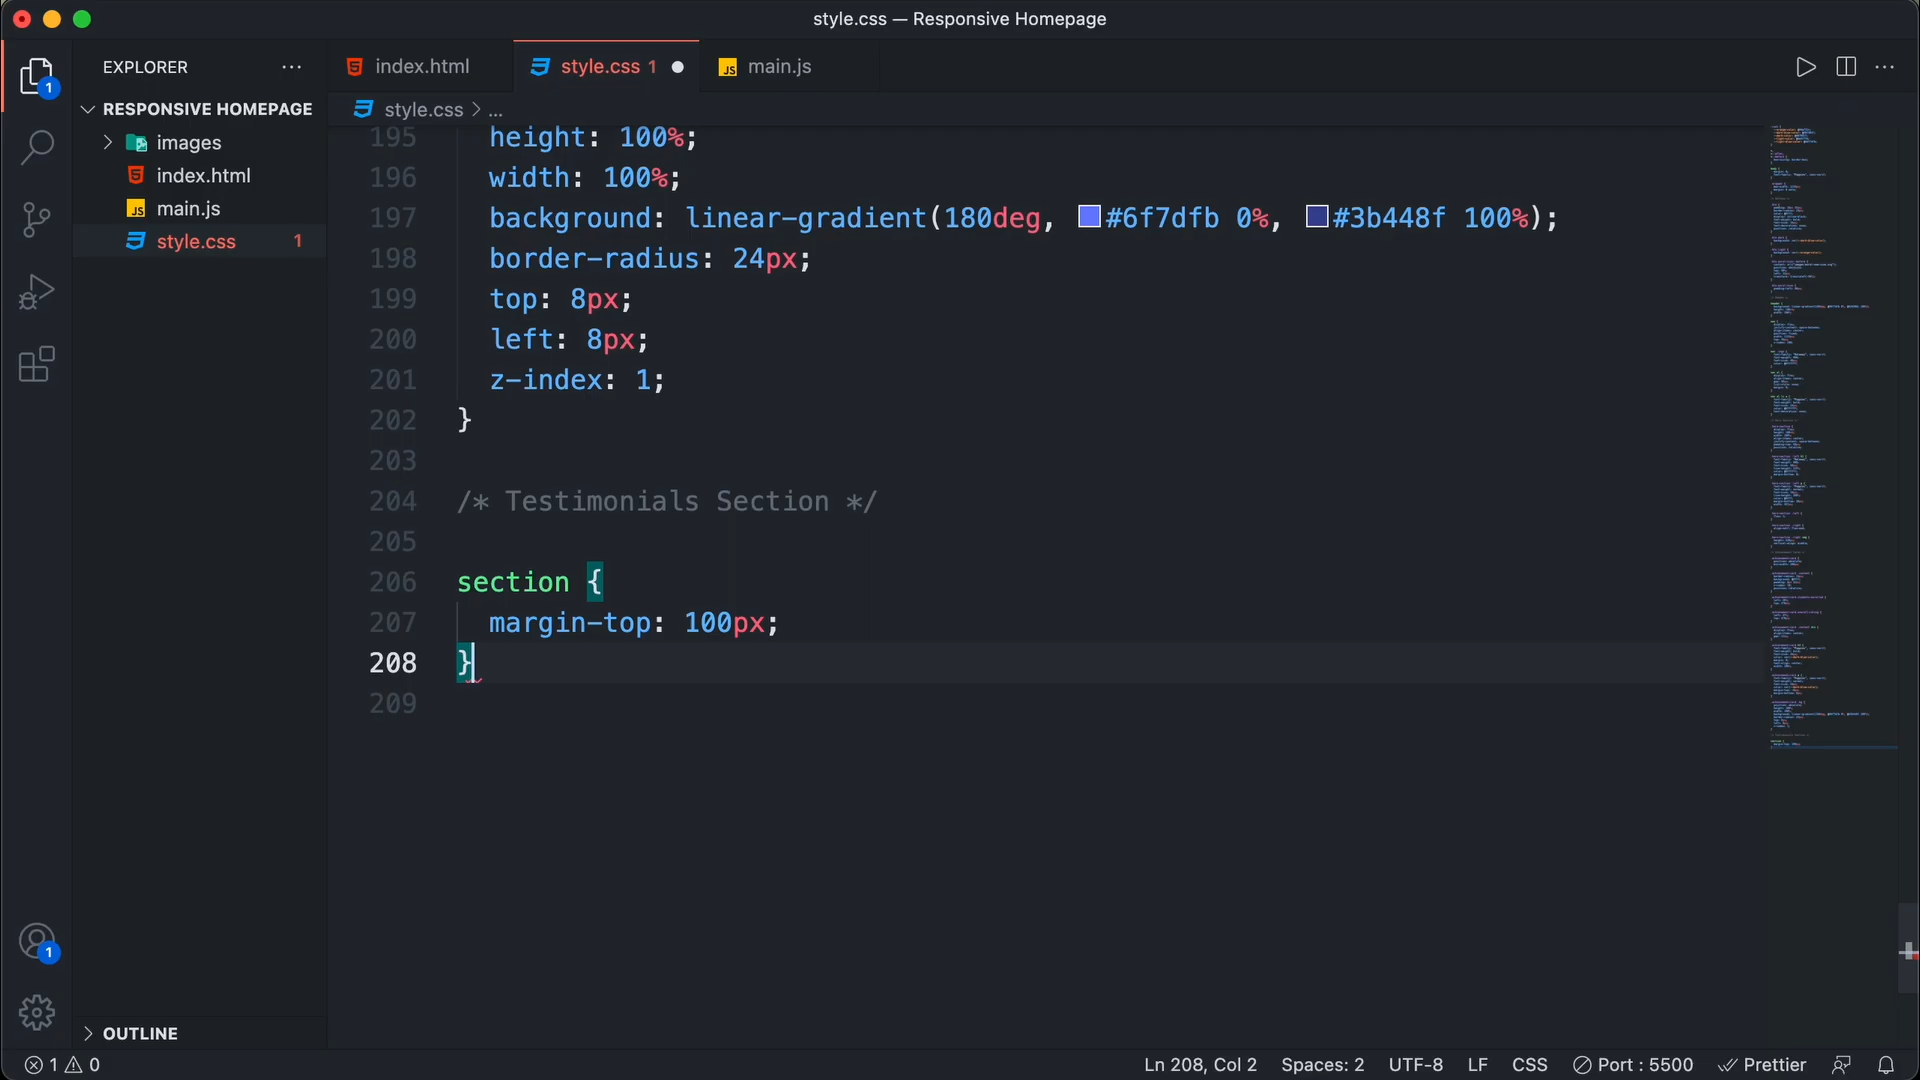 style.css — Responsive Homepage
EXPLORER
index.html
style.css 1
main.js
1
RESPONSIVE HOMEPAGE
images
index.html
main.js
style.css 1
style.css > ...
195 height: 100%;
196 width: 100%;
197 background: linear-gradient(180deg, #6f7dfb 0%, #3b448f 100%);
198 border-radius: 24px;
199 top: 8px;
200 left: 8px;
201 z-index: 1;
202 }
203
204 /* Testimonials Section */
205
206 section {
207 margin-top: 100px;
208 }
209
1
OUTLINE
1 0
Ln 208, Col 2 Spaces: 2 UTF-8 LF CSS Port : 5500 Prettier